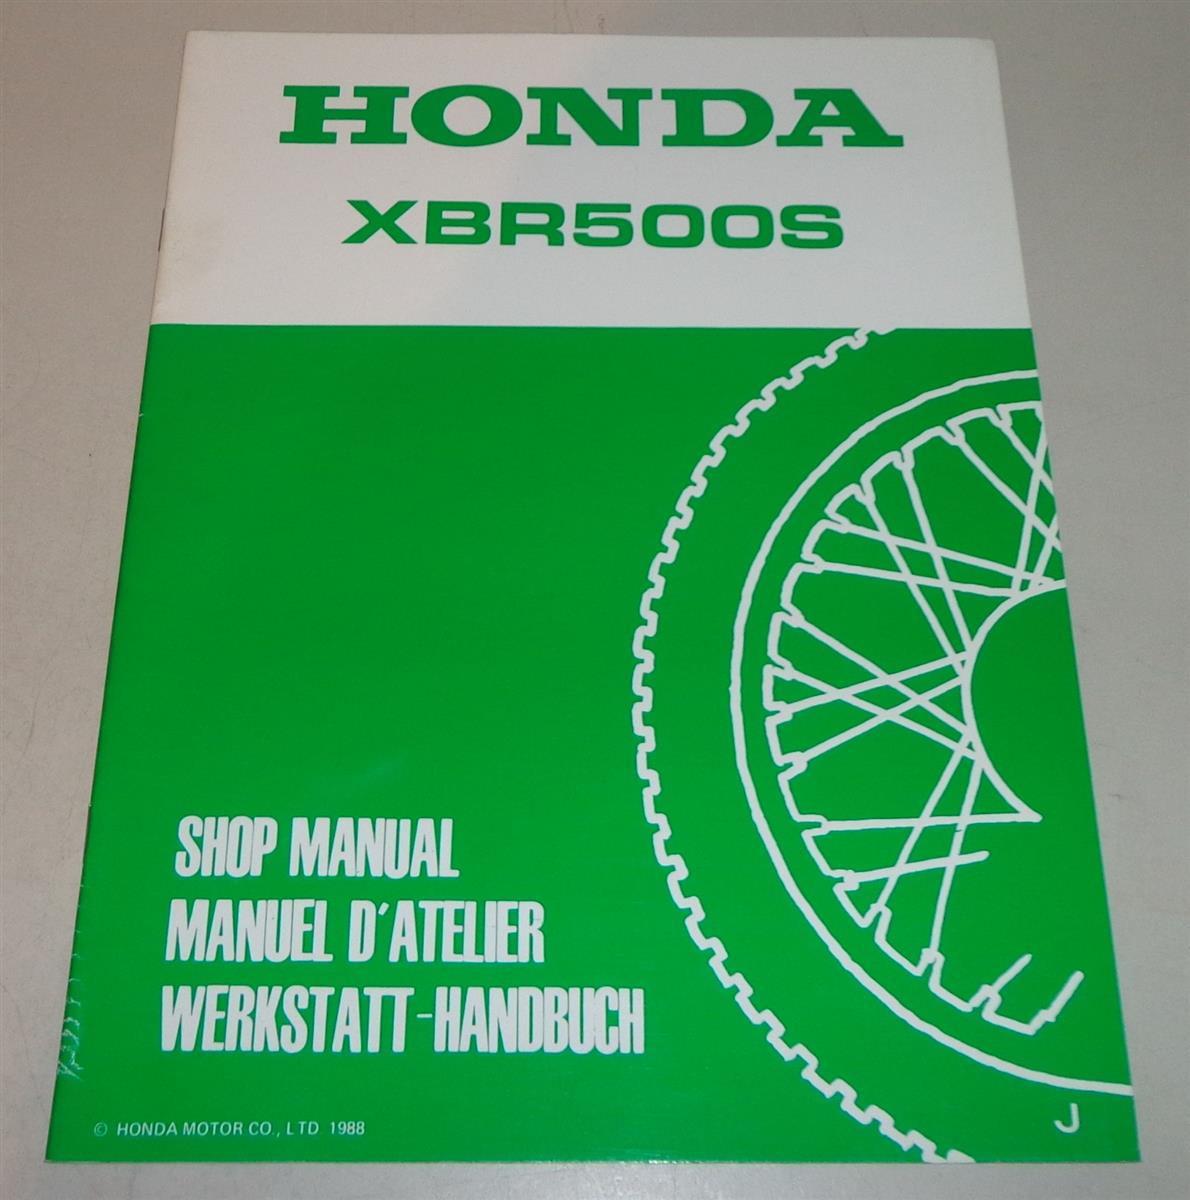 HONDA
XBR500S
SHOP MANUAL
MANUEL D'ATELIER
WERKSTATT-HANDBUCH
© HONDA MOTOR CO., LTD 1988
J